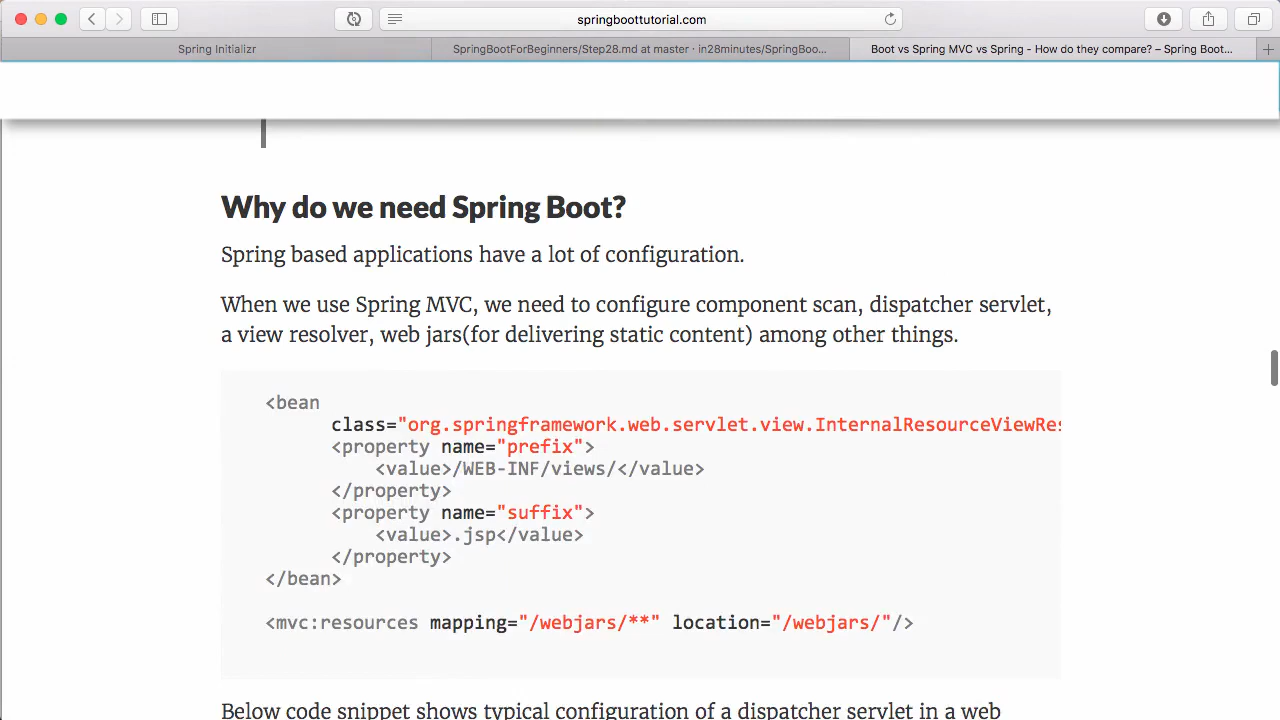 springboottutorial.com
Spring Initializr
SpringBootForBeginners/Step28.md at master · in28minutes/SpringBoo...
Boot vs Spring MVC vs Spring - How do they compare? – Spring Boot...
Why do we need Spring Boot?
Spring based applications have a lot of configuration.
When we use Spring MVC, we need to configure component scan, dispatcher servlet,
a view resolver, web jars(for delivering static content) among other things.
<bean
class="org.springframework.web.servlet.view.InternalResourceViewRes
<property name="prefix">
<value>/WEB-INF/views/</value>
</property>
<property name="suffix">
<value>.jsp</value>
</property>
</bean>
<mvc:resources mapping="/webjars/**" location="/webjars/"/>
Below code snippet shows typical configuration of a dispatcher servlet in a web